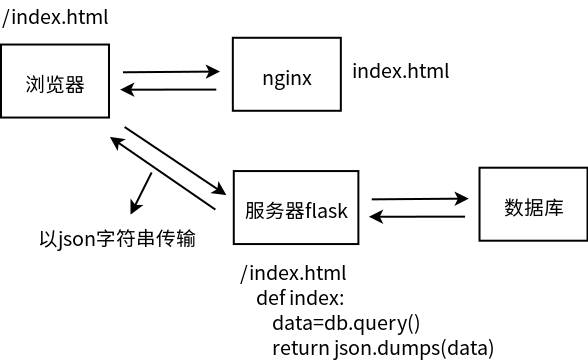 /index.html
浏览器
nginx
index.html
服务器flask
数据库
以json字符串传输
/index.html
def index:
data=db.query()
return json.dumps(data)